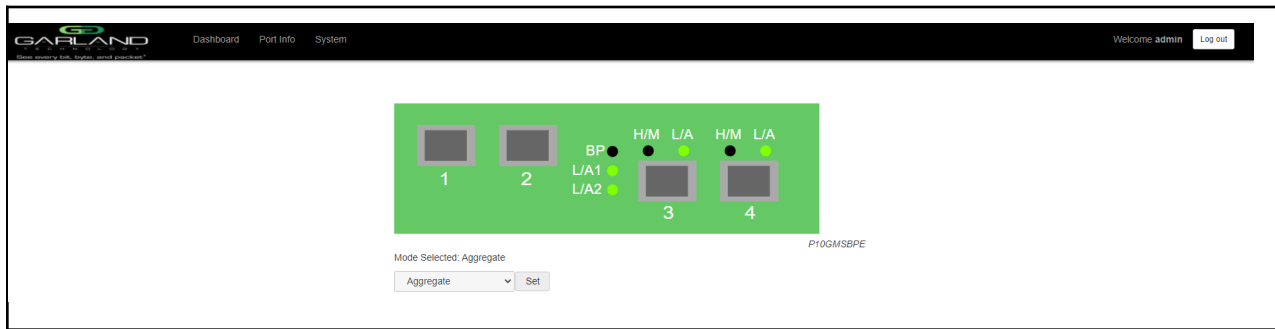 GARLAND
TECHNOLOGY
See every bit, byte, and packet®
Dashboard Port Info System
Welcome admin Log out
H/M L/A H/M L/A
BP
L/A1
L/A2
1 2
3 4
P10GMSBPE
Mode Selected: Aggregate
Aggregate Set